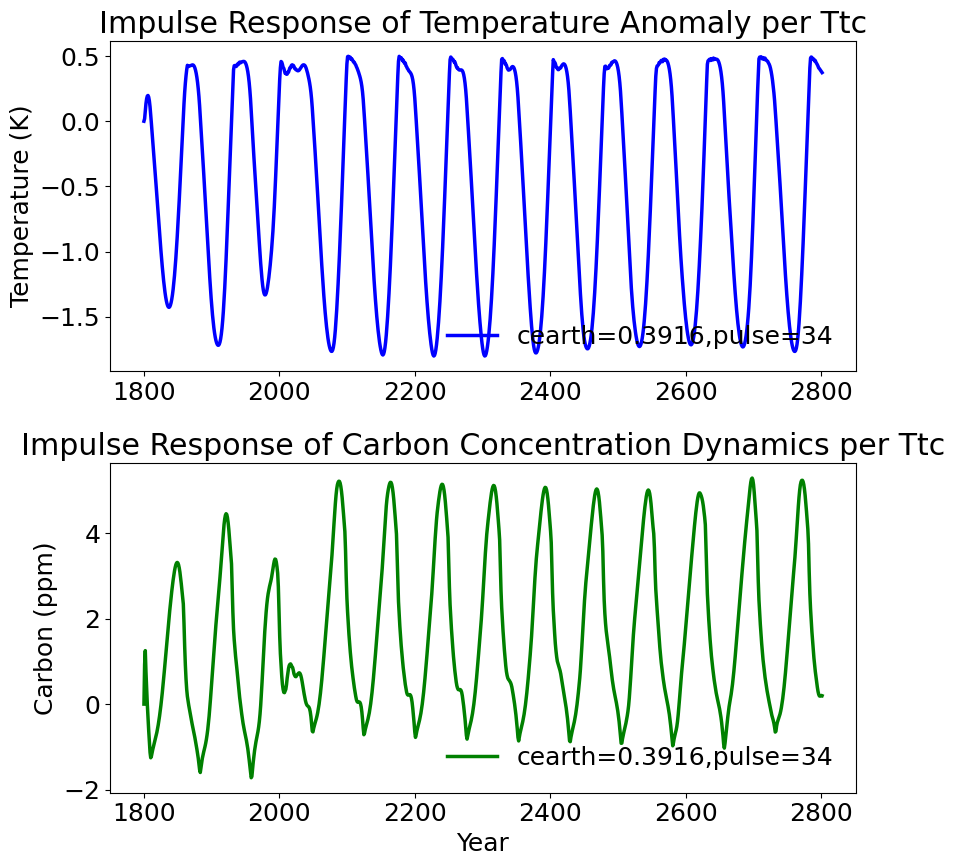 Impulse Response of Temperature Anomaly per Ttc
0.5
0.0
−0.5
−1.0
−1.5
Temperature (K)
cearth=0.3916,pulse=34
1800 2000 2200 2400 2600 2800
Impulse Response of Carbon Concentration Dynamics per Ttc
4
2
0
−2
Carbon (ppm)
cearth=0.3916,pulse=34
1800 2000 2200 2400 2600 2800
Year